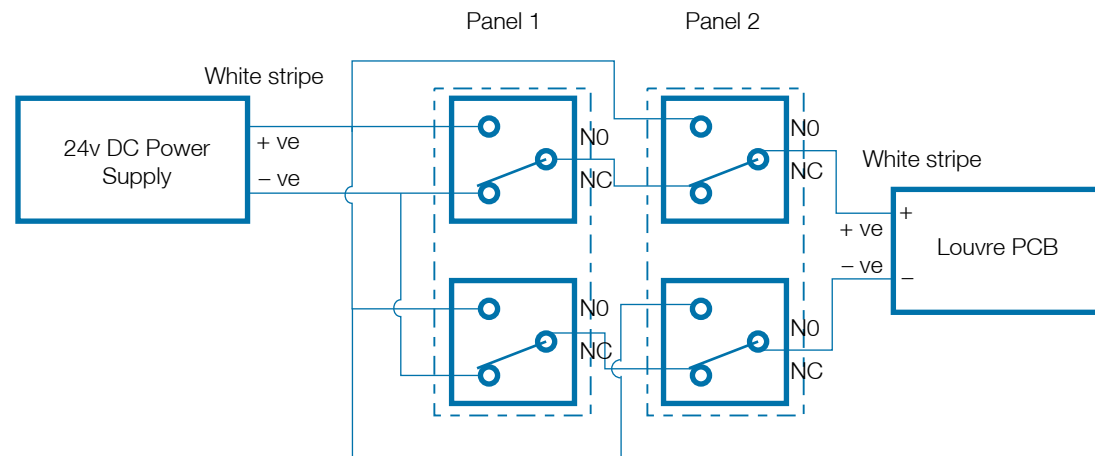 Panel 1
Panel 2
White stripe
24v DC Power
Supply
+ ve
– ve
N0
NC
N0
NC
White stripe
+
+ ve
Louvre PCB
– ve
–
N0
NC
N0
NC